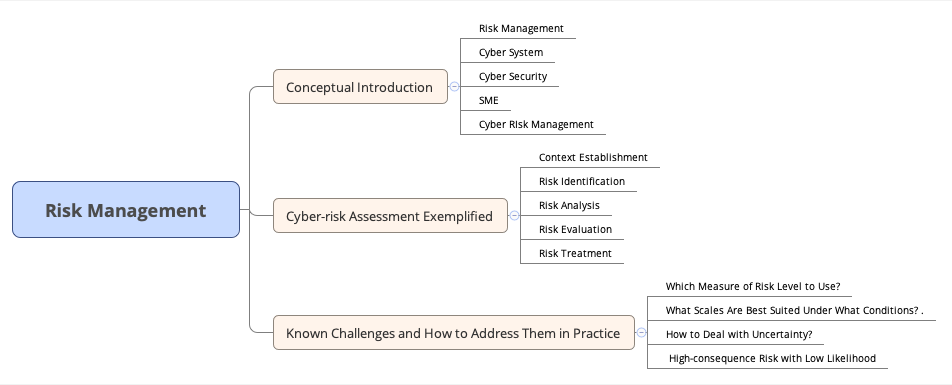 Risk Management
Conceptual Introduction
Risk Management
Cyber System
Cyber Security
SME
Cyber RIsk Management
Cyber-risk Assessment Exemplified
Context Establishment
Risk Identification
Risk Analysis
Risk Evaluation
Risk Treatment
Known Challenges and How to Address Them in Practice
Which Measure of Risk Level to Use?
What Scales Are Best Suited Under What Conditions? .
How to Deal with Uncertainty?
High-consequence Risk with Low Likelihood